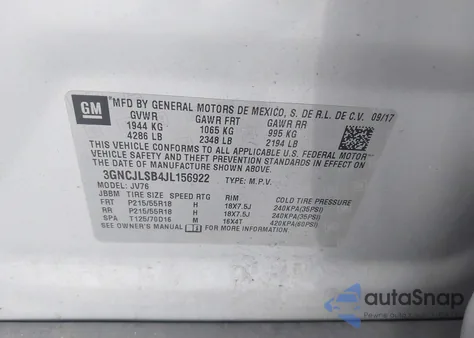 GM MFD BY GENERAL MOTORS DE MEXICO, S. DE R.L. DE C.V. 09/17
GVWR GAWR FRT GAWR RR
1944 KG 1065 KG 995 KG
4286 LB 2348 LB 2194 LB
THIS VEHICLE CONFORMS TO ALL APPLICABLE U.S. FEDERAL MOTOR
VEHICLE SAFETY, BUMPER, AND THEFT PREVENTION STANDARDS IN
EFFECT ON THE DATE OF MANUFACTURE SHOWN ABOVE.
3GNCJLSB4JL156922 TYPE: M.P.V.
MODEL: JV76
JBBM TIRE SIZE SPEED RTG RIM COLD TIRE PRESSURE
FRT P215/55R18 H 18X7.5J 240KPA(35PSI)
RR P215/55R18 H 18X7.5J 240KPA(35PSI)
SPA T125/70D16 M 16X4T 420KPA(60PSI)
SEE OWNER'S MANUAL FOR MORE INFORMATION
autoSnap
AVAILABLE NOW